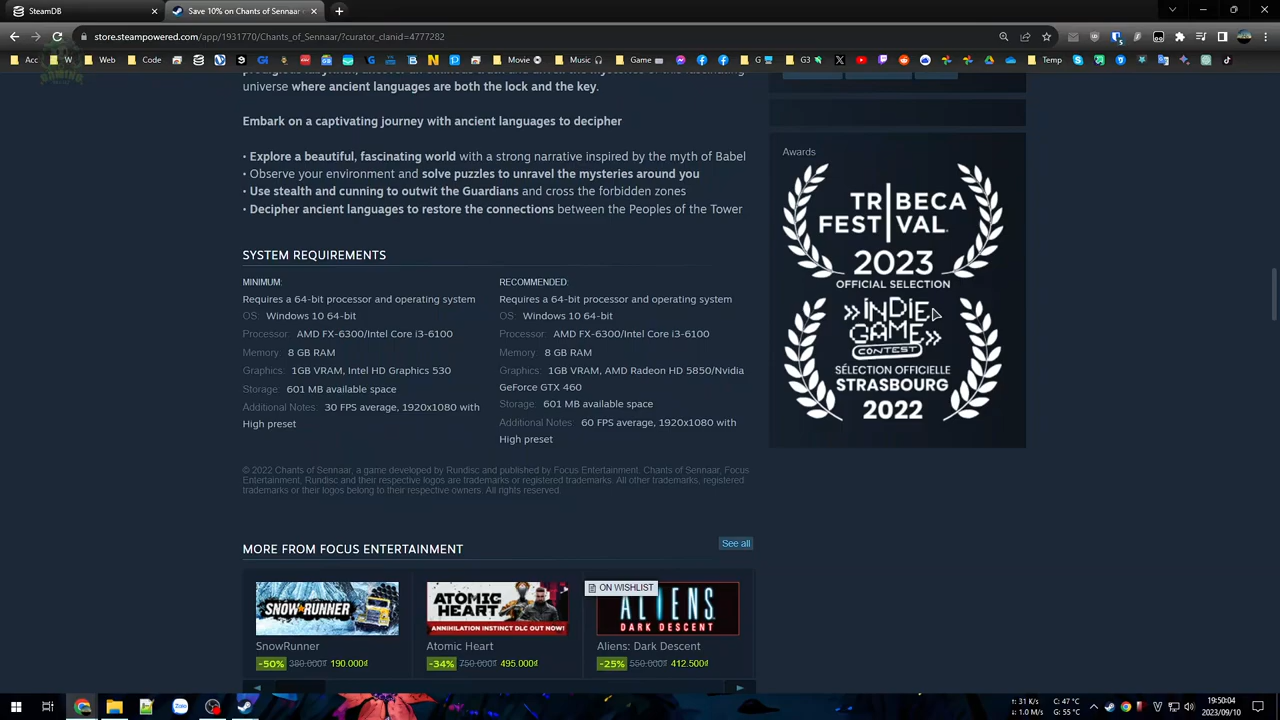 SteamDB
Save 10% on Chants of Sennaar
store.steampowered.com/app/1931770/Chants_of_Sennaar/?curator_clanid=4777282
Acc
W
Web
Code
Movie
Music
Game
G
G3
Temp
universe where ancient languages are both the lock and the key.
Embark on a captivating journey with ancient languages to decipher
• Explore a beautiful, fascinating world with a strong narrative inspired by the myth of Babel
• Observe your environment and solve puzzles to unravel the mysteries around you
• Use stealth and cunning to outwit the Guardians and cross the forbidden zones
• Decipher ancient languages to restore the connections between the Peoples of the Tower
SYSTEM REQUIREMENTS
MINIMUM:
Requires a 64-bit processor and operating system
OS: Windows 10 64-bit
Processor: AMD FX-6300/Intel Core i3-6100
Memory: 8 GB RAM
Graphics: 1GB VRAM, Intel HD Graphics 530
Storage: 601 MB available space
Additional Notes: 30 FPS average, 1920x1080 with
High preset
RECOMMENDED:
Requires a 64-bit processor and operating system
OS: Windows 10 64-bit
Processor: AMD FX-6300/Intel Core i3-6100
Memory: 8 GB RAM
Graphics: 1GB VRAM, AMD Radeon HD 5850/Nvidia
GeForce GTX 460
Storage: 601 MB available space
Additional Notes: 60 FPS average, 1920x1080 with
High preset
© 2022 Chants of Sennaar, a game developed by Rundisc and published by Focus Entertainment. Chants of Sennaar, Focus
Entertainment, Rundisc and their respective logos are trademarks or registered trademarks. All other trademarks, registered
trademarks or their logos belong to their respective owners. All rights reserved.
Awards
TRIBECA
FESTIVAL.
2023
OFFICIAL SELECTION
INDIE
GAME
CONTEST
SÉLECTION OFFICIELLE
STRASBOURG
2022
MORE FROM FOCUS ENTERTAINMENT
See all
SNOWRUNNER
SnowRunner
-50% 380.000₫ 190.000₫
ATOMIC
HEART
ANNIHILATION INSTINCT DLC OUT NOW!
Atomic Heart
-34% 750.000₫ 495.000₫
ON WISHLIST
ALIENS
DARK DESCENT
Aliens: Dark Descent
-25% 550.000₫ 412.500₫
Zalo
↑: 31 K/s
↓: 1.0 M/s
C: 47 °C
G: 55 °C
19:50:04
2023/09/10